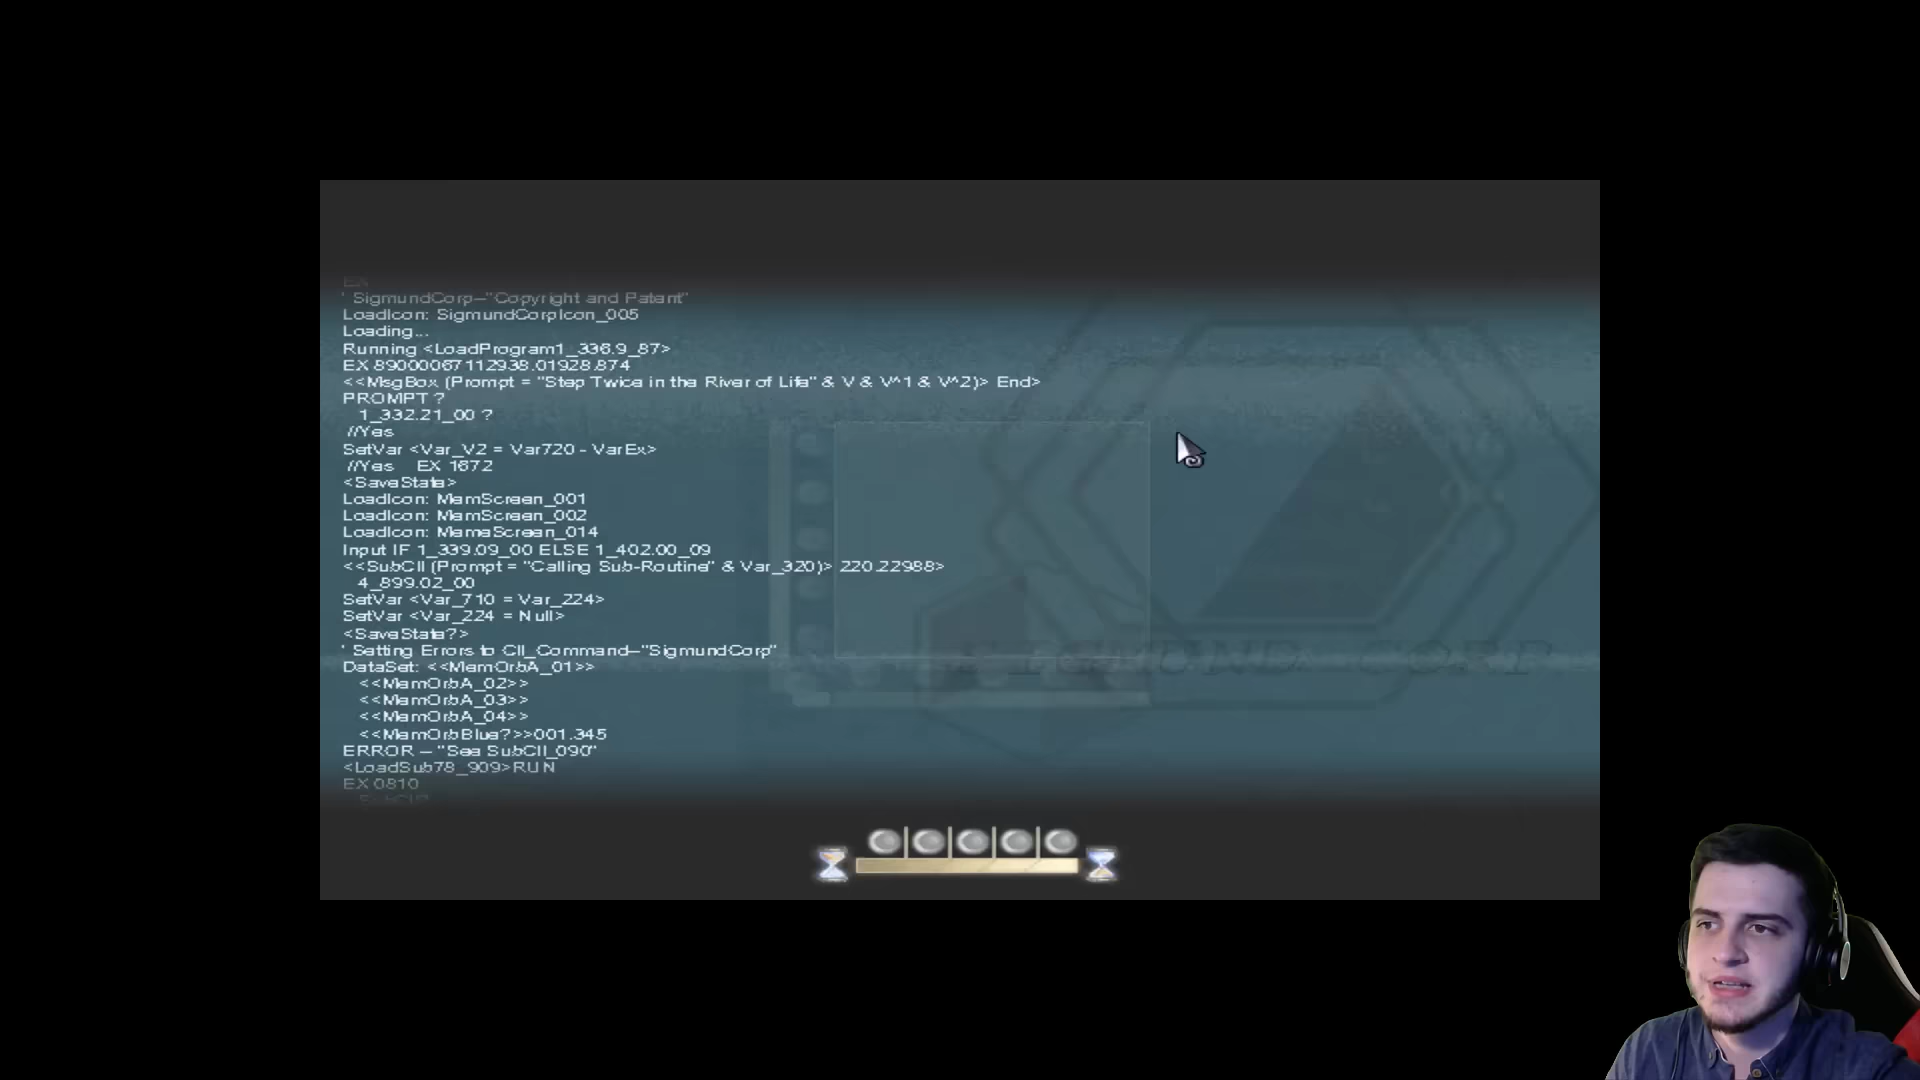 EX
' SigmundCorp–"Copyright and Patent"
LoadIcon: SigmundCorpIcon_005
Loading...
Running <LoadProgram1_336.9_87>
EX 89000067112938.01928.874
<<MsgBox (Prompt = "Step Twice in the River of Life" & V & V^1 & V^2)> End>
PROMPT ?
1_332.21_00 ?
//Yes
SetVar <Var_V2 = Var720 - VarEx>
//Yes EX 1672
<SaveState>
LoadIcon: MemScreen_001
LoadIcon: MemScreen_002
LoadIcon: MemeScreen_014
Input IF 1_339.09_00 ELSE 1_402.00_09
<<SubCll (Prompt = "Calling Sub-Routine" & Var_320)> 220.22988>
4_899.02_00
SetVar <Var_710 = Var_224>
SetVar <Var_224 = Null>
<SaveState?>
' Setting Errors to Cll_Command–"SigmundCorp"
DataSet: <<MemOrbA_01>>
<<MemOrbA_02>>
<<MemOrbA_03>>
<<MemOrbA_04>>
<<MemOrbBlue?>>001.345
ERROR – "See SubCll_090"
<LoadSub78_909>RUN
EX 0810
SIGMUND CORP